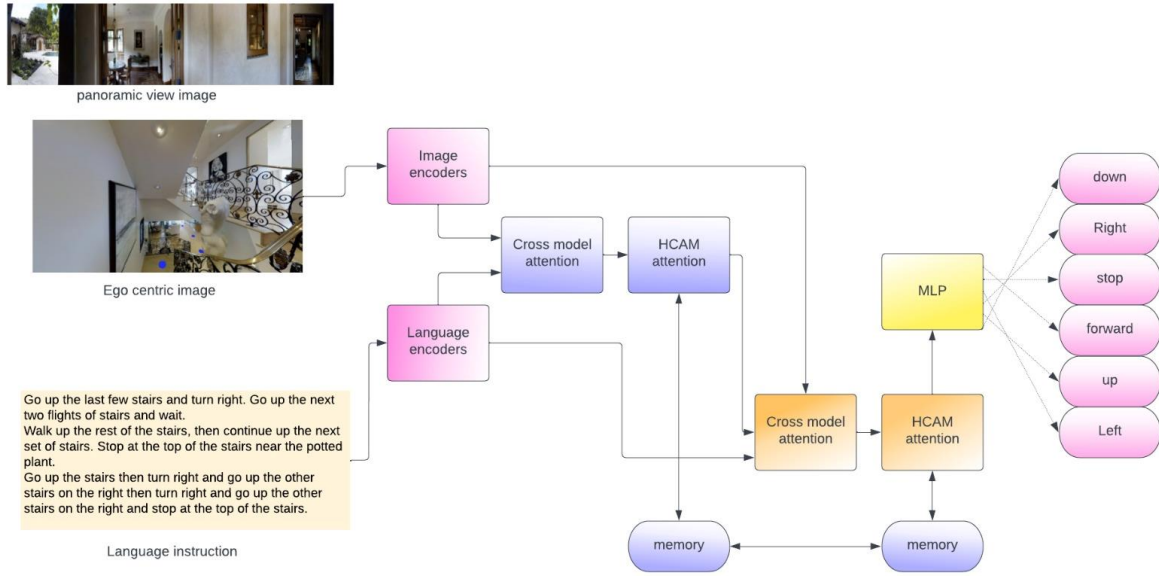 panoramic view image
Ego centric image
Image
encoders
Cross model
attention
HCAM
attention
Language
encoders
Go up the last few stairs and turn right. Go up the next
two flights of stairs and wait.
Walk up the rest of the stairs, then continue up the next
set of stairs. Stop at the top of the stairs near the potted
plant.
Go up the stairs then turn right and go up the other
stairs on the right then turn right and go up the other
stairs on the right and stop at the top of the stairs.
Language instruction
Cross model
attention
HCAM
attention
memory
memory
MLP
down
Right
stop
forward
up
Left